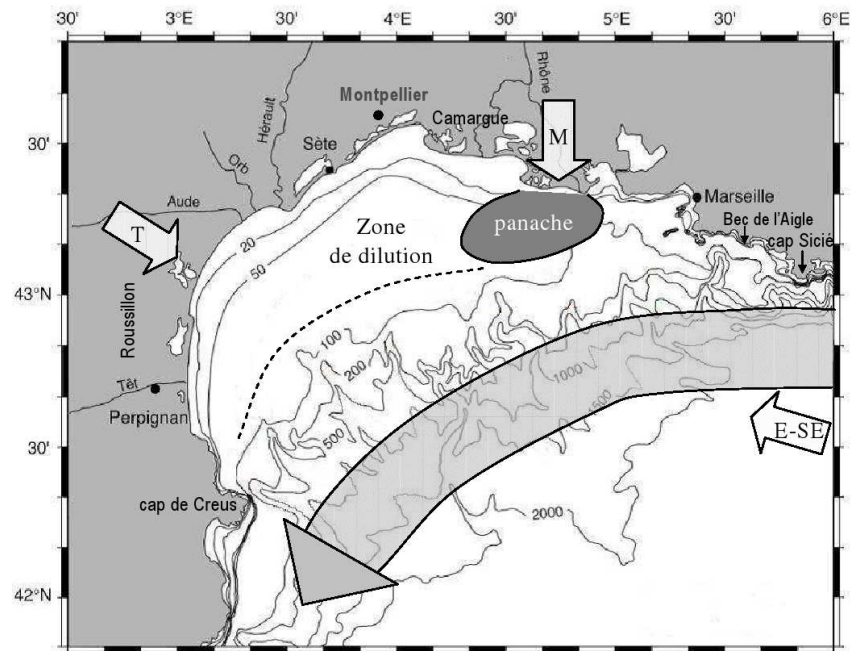 30'
3°E
30'
4°E
30'
5°E
30'
6°E
Rhône
Montpellier
Hérault
Camargue
M
30'
Sète
Orb
Aude
Marseille
panache
Bec de l'Aigle
Zone
de dilution
T
20
cap Sicié
50
43°N
Roussillon
100
200
1000
Têt
500
Perpignan
E-SE
500
30'
cap de Creus
2000
42°N